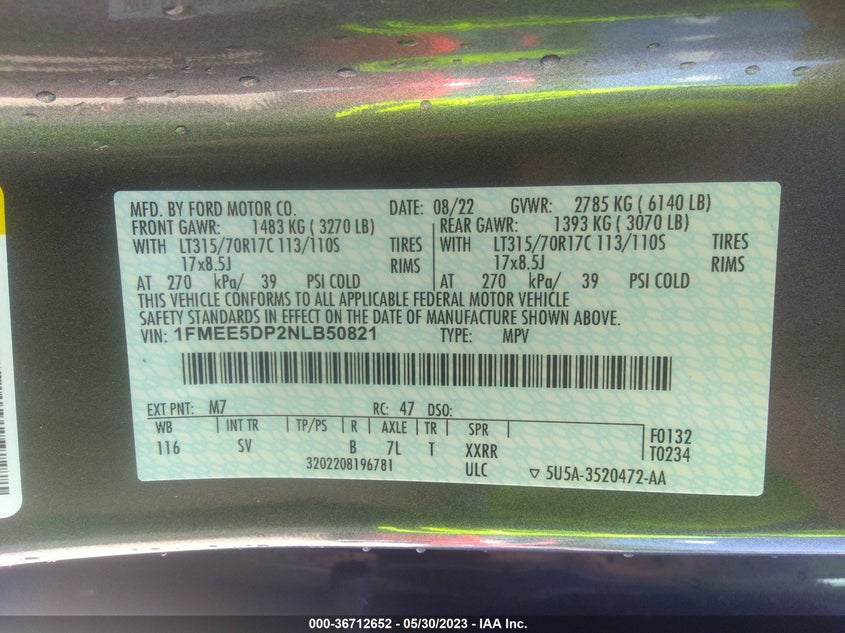 MFD. BY FORD MOTOR CO. DATE: 08/22 GVWR: 2785 KG ( 6140 LB)
FRONT GAWR: 1483 KG ( 3270 LB) REAR GAWR: 1393 KG ( 3070 LB)
WITH LT315/70R17C 113/110S TIRES WITH LT315/70R17C 113/110S TIRES
17x8.5J RIMS 17x8.5J RIMS
AT 270 kPa/ 39 PSI COLD AT 270 kPa/ 39 PSI COLD
THIS VEHICLE CONFORMS TO ALL APPLICABLE FEDERAL MOTOR VEHICLE
SAFETY STANDARDS IN EFFECT ON THE DATE OF MANUFACTURE SHOWN ABOVE.
VIN: 1FMEE5DP2NLB50821 TYPE: MPV
EXT PNT: M7 RC: 47 DSO:
WB INT TR TP/PS R AXLE TR SPR
116 SV B 7L T XXRR
F0132
T0234
3202208196781 ULC ▽ 5U5A-3520472-AA
000-36712652 - 05/30/2023 - IAA Inc.